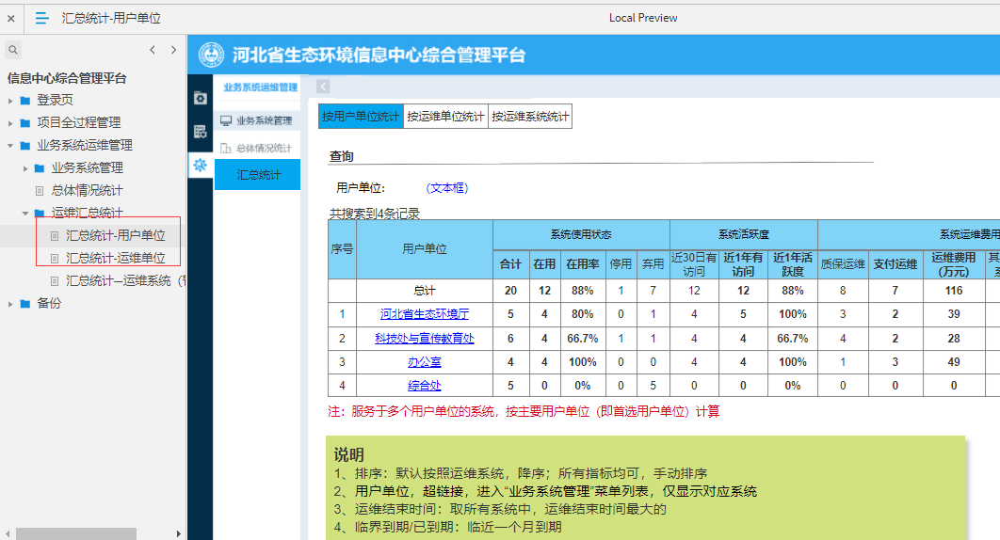 汇总统计-用户单位
Local Preview
信息中心综合管理平台
登录页
项目全过程管理
业务系统运维管理
业务系统管理
总体情况统计
运维汇总统计
汇总统计-用户单位
汇总统计-运维单位
汇总统计—运维系统（
备份
河北省生态环境信息中心综合管理平台
业务系统运维管理
业务系统管理
总体情况统计
汇总统计
按用户单位统计 按运维单位统计 按运维系统统计
查询
用户单位： (文本框)
共搜索到4条记录
序号 用户单位 系统使用状态 系统活跃度 系统运维费用
合计 在用 在用率 停用 弃用 近30日有访问 近1年有访问 近1年活跃度 质保运维 支付运维 运维费用(万元)
总计 20 12 88% 1 7 12 12 88% 8 7 116
1 河北省生态环境厅 5 4 80% 0 1 4 5 100% 3 2 39
2 科技处与宣传教育处 6 4 66.7% 1 1 4 4 66.7% 4 2 28
3 办公室 4 4 100% 0 0 4 4 100% 1 3 49
4 综合处 5 0 0% 0 5 0 0 0% 0 0 0
注：服务于多个用户单位的系统，按主要用户单位（即首选用户单位）计算
说明
1、排序：默认按照运维系统，降序；所有指标均可，手动排序
2、用户单位，超链接，进入“业务系统管理”菜单列表，仅显示对应系统
3、运维结束时间：取所有系统中，运维结束时间最大的
4、临界到期/已到期：临近一个月到期